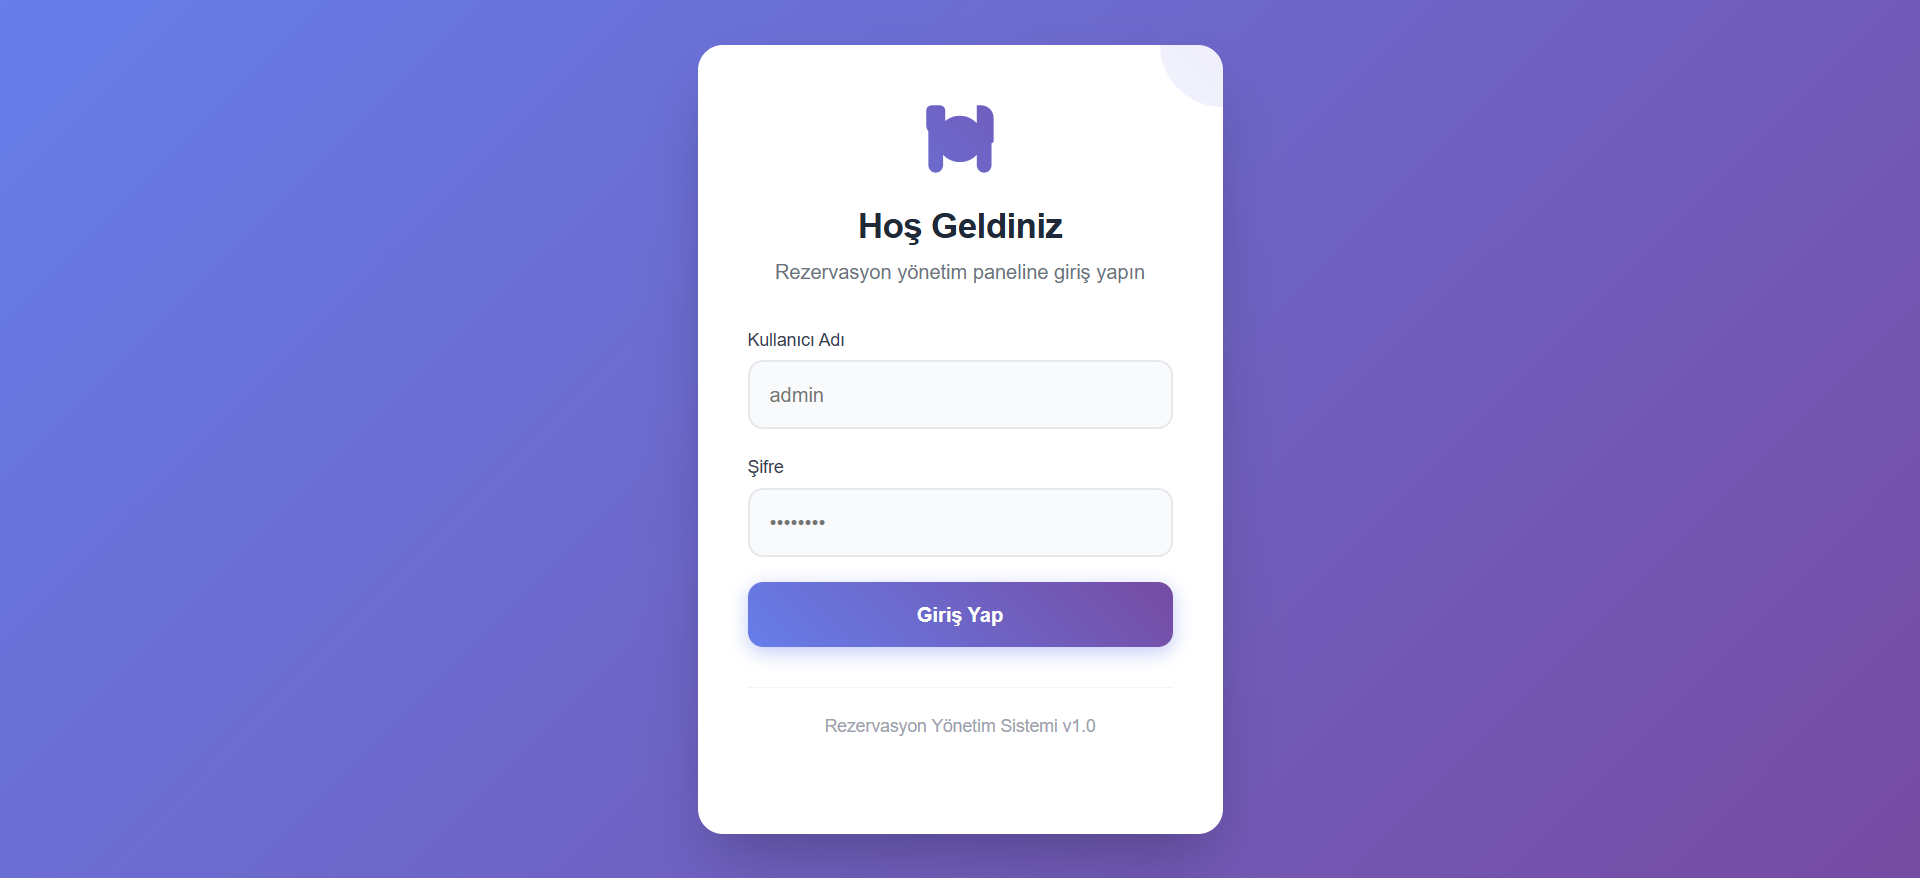 Hoş Geldiniz
Rezervasyon yönetim paneline giriş yapın
Kullanıcı Adı
admin
Şifre
••••••••
Giriş Yap
Rezervasyon Yönetim Sistemi v1.0